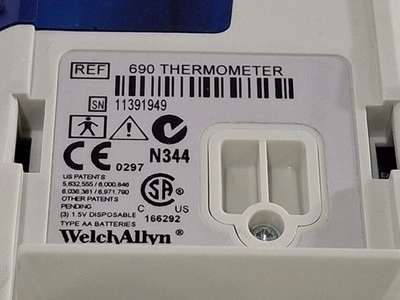 REF 690 THERMOMETER
SN 11391949
CE 0297 N344
US PATENTS
5,632,555 / 6,000,846
6,036,361 / 6,971,790
OTHER PATENTS
PENDING
(3) 1.5V DISPOSABLE
TYPE AA BATTERIES
SA C US
166292
WelchAllyn